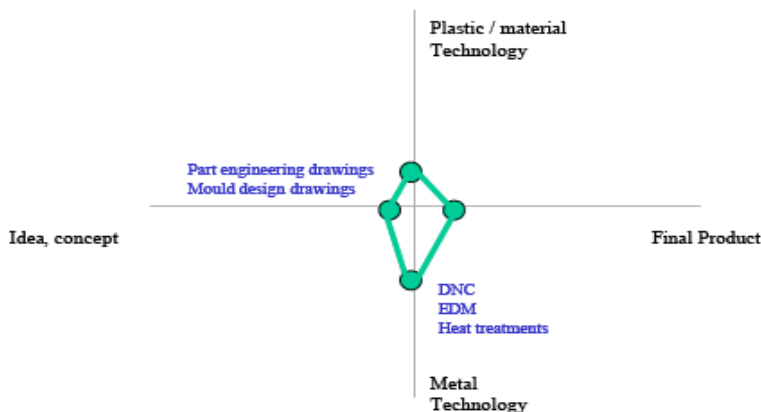 Plastic / material
Technology
Part engineering drawings
Mould design drawings
Idea, concept
Final Product
DNC
EDM
Heat treatments
Metal
Technology